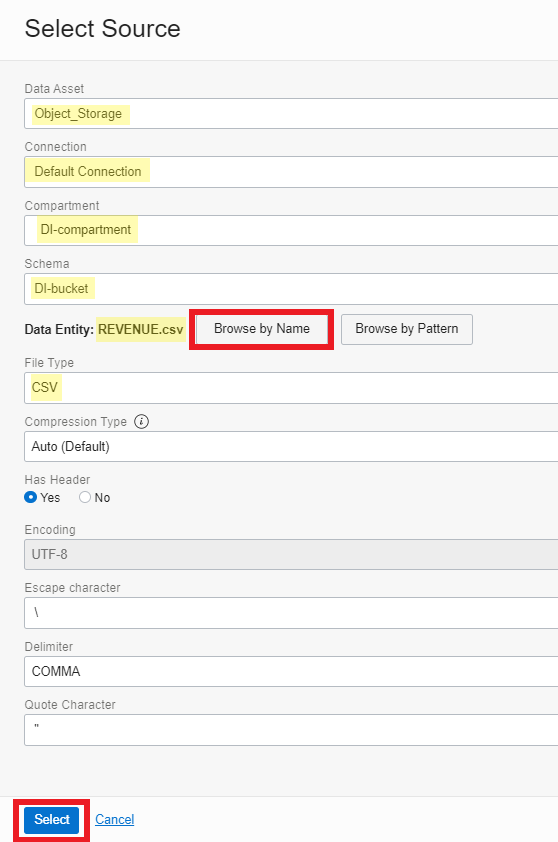 Select Source
Data Asset
Object_Storage
Connection
Default Connection
Compartment
DI-compartment
Schema
DI-bucket
Data Entity: REVENUE.csv Browse by Name Browse by Pattern
File Type
CSV
Compression Type i
Auto (Default)
Has Header
Yes No
Encoding
UTF-8
Escape character
\
Delimiter
COMMA
Quote Character
"
Select Cancel